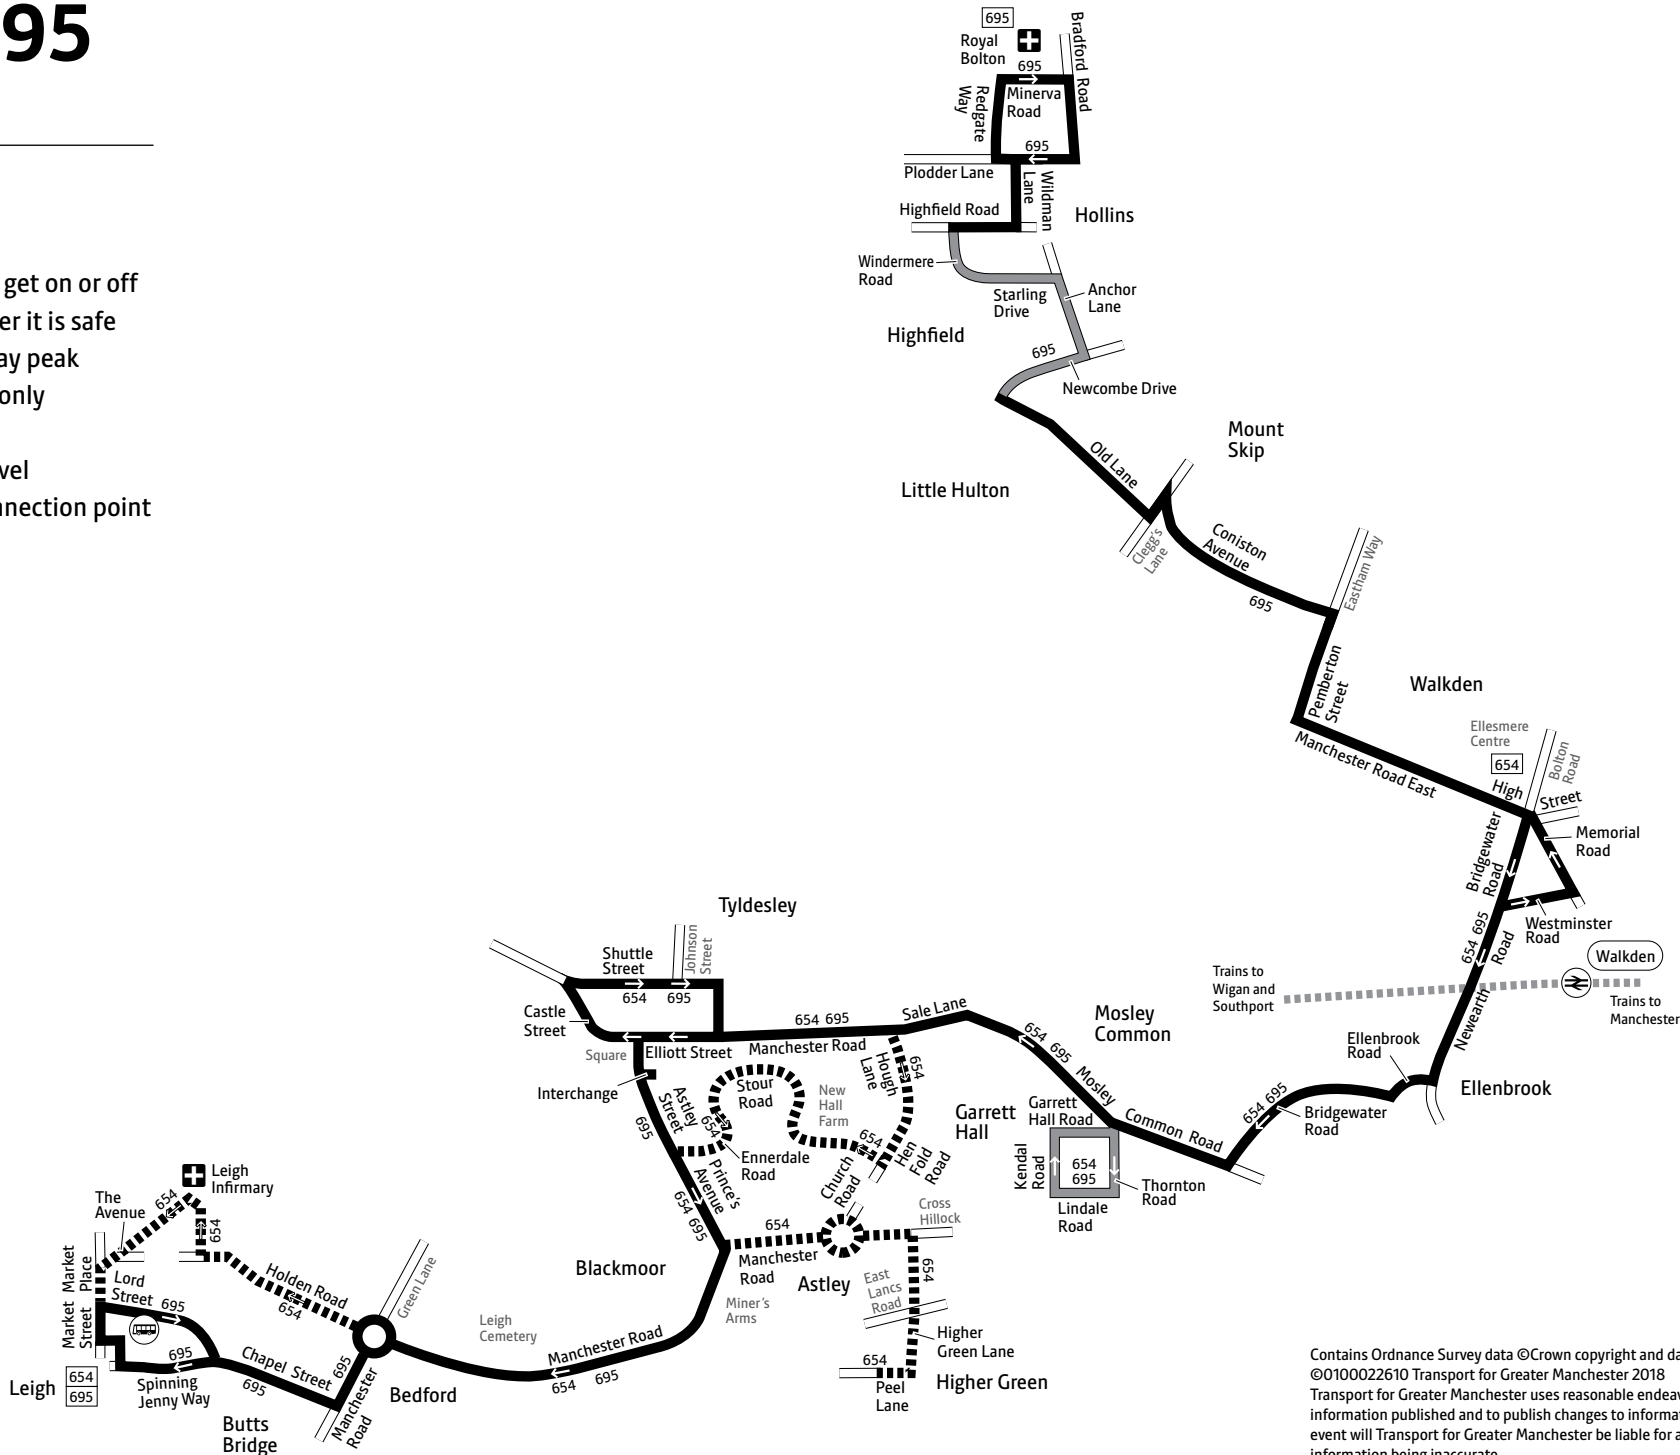 95
get on or off
er it is safe
ay peak
only
vel
nnection point
695
Royal
Bolton
Bradford Road
695
Minerva
Road
Redgate
Way
695
Plodder Lane
Wildman
Lane
Highfield Road
Hollins
Windermere
Road
Starling
Drive
Anchor
Lane
Highfield
695
Newcombe Drive
Mount
Skip
Old Lane
Little Hulton
Clegg's
Lane
Coniston
Avenue
695
Eastham Way
Pemberton
Street
Walkden
Ellesmere
Centre
654
Bolton
Road
Manchester Road East
High
Street
Memorial
Road
Bridgewater
Road
Westminster
Road
654 695
Road
Walkden
Trains to
Wigan and
Southport
Trains to
Manchester
Newearth
Ellenbrook
Road
Ellenbrook
654 695
Bridgewater
Road
Tyldesley
Shuttle
Street
Johnson
Street
654
695
Castle
Street
Square
Elliott Street
654 695
Manchester Road
Sale Lane
Mosley
Common
654 695
Mosley
Common Road
Interchange
Astley
Street
695
Stour
Road
654
New
Hall
Farm
Hough
Lane
654
Garrett
Hall
Garrett
Hall Road
Kendal
Road
654
695
Thornton
Road
Lindale
Road
Ennerdale
Road
Prince's
Avenue
654
Church
Road
Hen
Fold
Road
654 695
654
Cross
Hillock
Manchester
Road
Astley
654
East
Lancs
Road
Blackmoor
Miner's
Arms
Higher
Green Lane
654
Peel
Lane
Higher Green
Leigh
Infirmary
654
The
Avenue
654
Market
Place
Holden Road
654
Green Lane
Lord
Street
695
Market
Street
695
Leigh
654
695
Spinning
Jenny Way
Chapel Street
695
695
Manchester
Road
Butts
Bridge
Bedford
Leigh
Cemetery
Manchester Road
654
695
Contains Ordnance Survey data ©Crown copyright and da
©0100022610 Transport for Greater Manchester 2018
Transport for Greater Manchester uses reasonable endea
information published and to publish changes to informat
event will Transport for Greater Manchester be liable for a
information being inaccurate